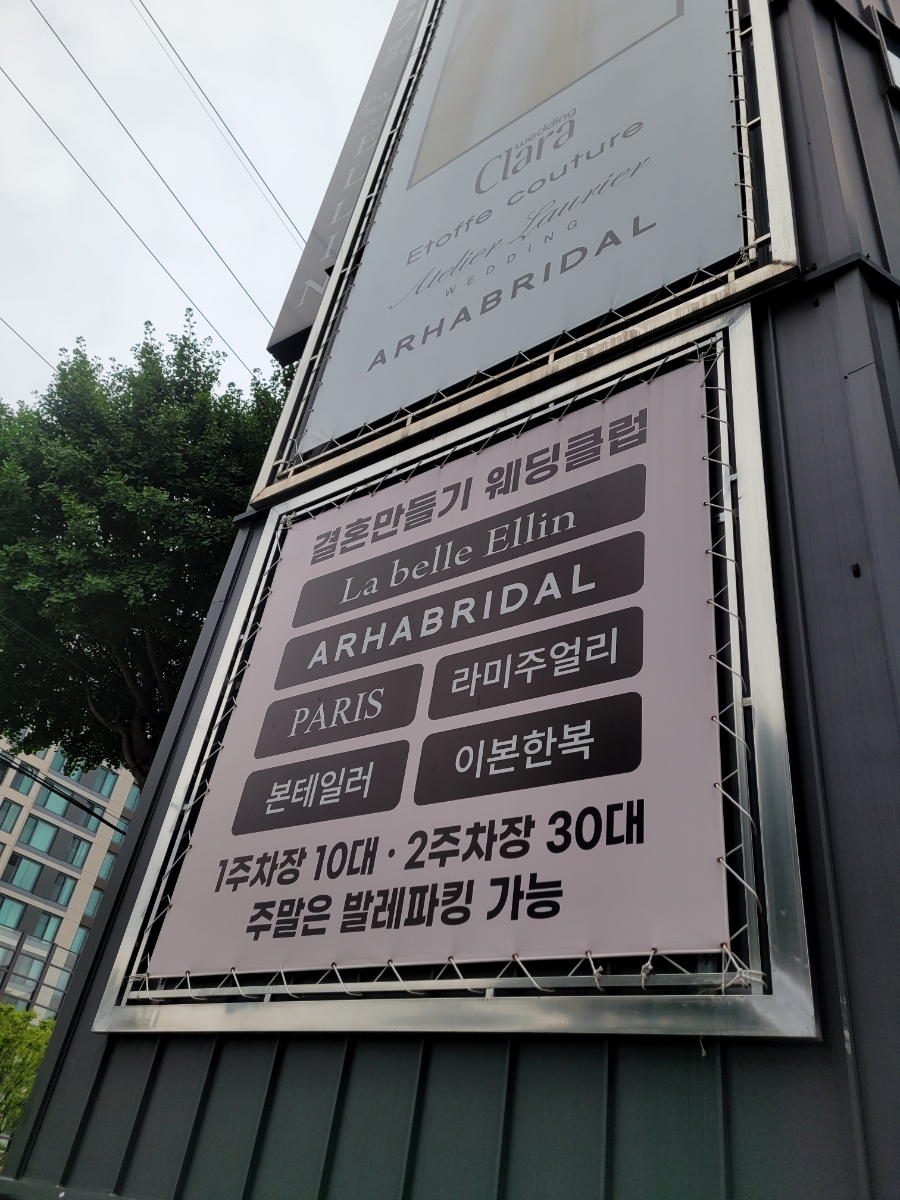 wedding
Clara
Etoffe couture
Atelier Laurier
WEDDING
ARHABRIDAL
결혼만들기 웨딩클럽
La belle Ellin
ARHABRIDAL
PARIS 라미주얼리
본테일러 이본한복
1주차장 10대 · 2주차장 30대
주말은 발레파킹 가능